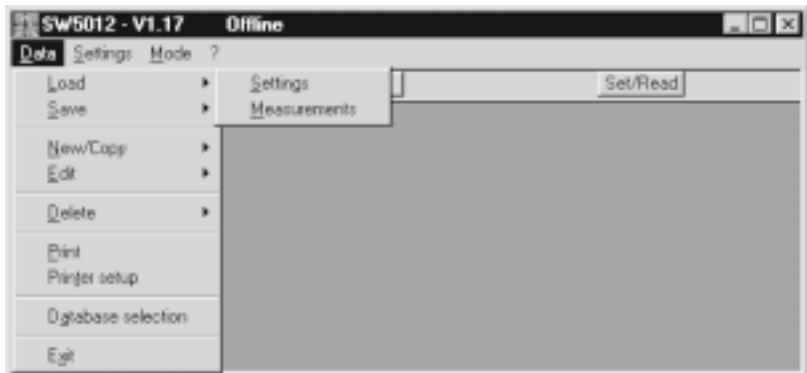 SW5012 - V1.17 Offline
Data Settings Mode ?
Load Settings Set/Read
Save Measurements
New/Copy
Edit
Delete
Print
Printer setup
Database selection
Exit